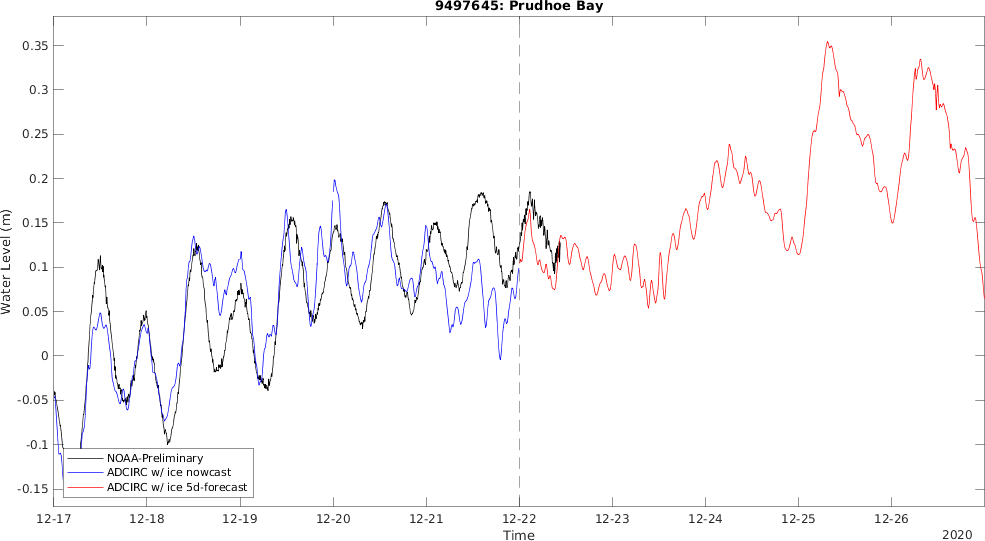 9497645: Prudhoe Bay
Water Level (m)
0.35
0.3
0.25
0.2
0.15
0.1
0.05
0
-0.05
-0.1
-0.15
NOAA-Preliminary
ADCIRC w/ ice nowcast
ADCIRC w/ ice 5d-forecast
12-17 12-18 12-19 12-20 12-21 12-22 12-23 12-24 12-25 12-26
Time
2020